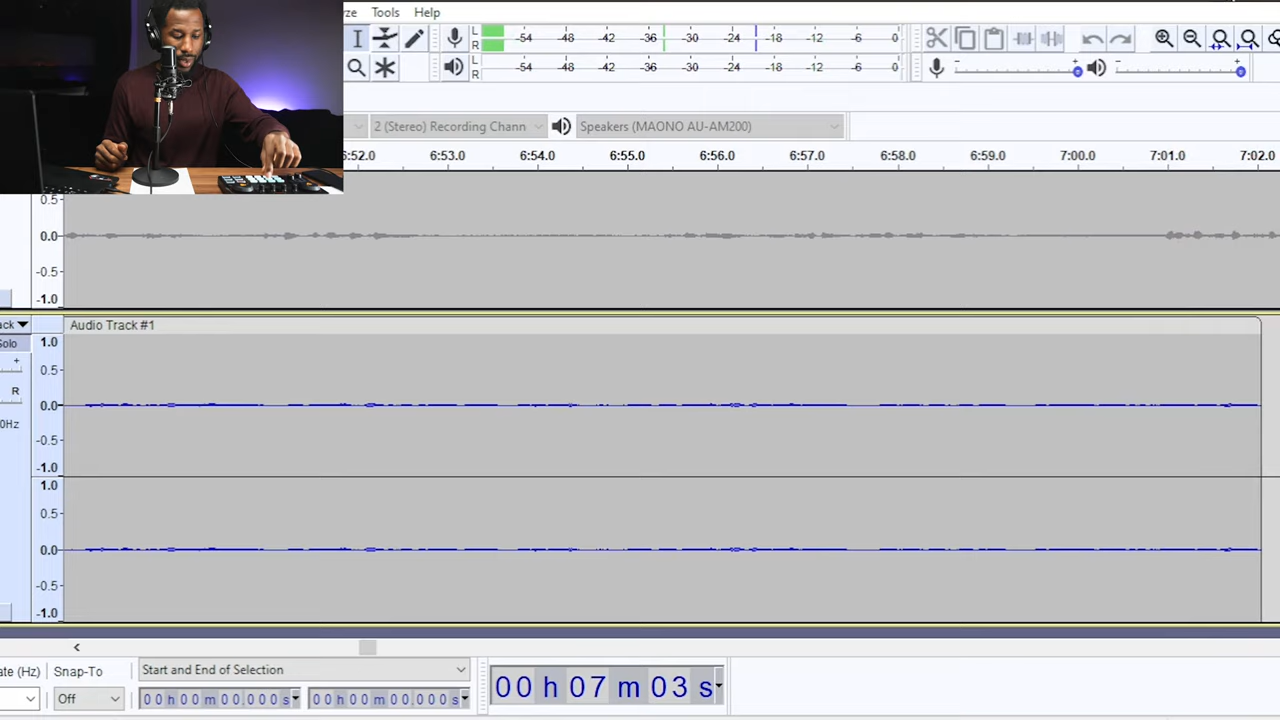 yze Tools Help
L
R
-54 -48 -42 -36 -30 -24 -18 -12 -6 0
L
R
-54 -48 -42 -36 -30 -24 -18 -12 -6 0
- +
- +
2 (Stereo) Recording Chann
Speakers (MAONO AU-AM200)
6:52.0 6:53.0 6:54.0 6:55.0 6:56.0 6:57.0 6:58.0 6:59.0 7:00.0 7:01.0 7:02.0
0.5
0.0
-0.5
-1.0
ack Audio Track #1
Solo
1.0
+
0.5
R
0.0
0Hz
-0.5
-1.0
1.0
0.5
0.0
-0.5
-1.0
ate (Hz) Snap-To Start and End of Selection
Off 00 h 00 m 00.000 s 00 h 00 m 00.000 s
00 h 07 m 03 s